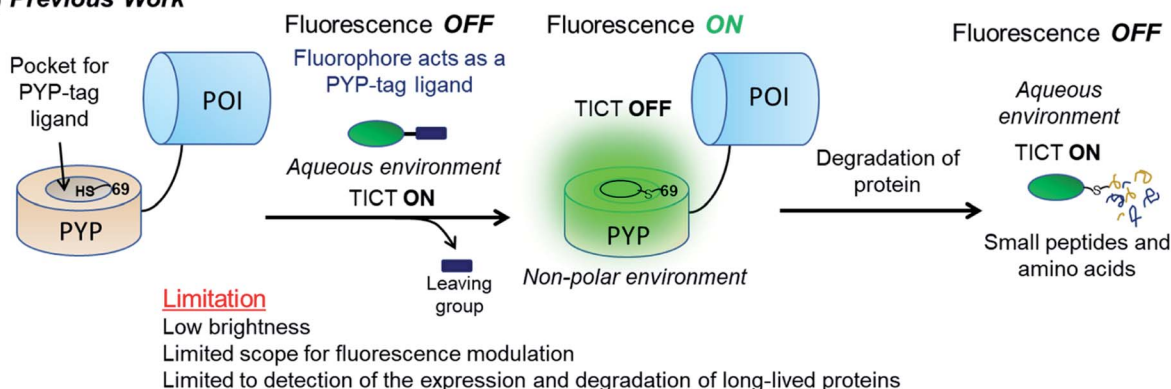 Previous Work
Pocket for
PYP-tag
ligand
POI
HS 69
PYP
Fluorescence OFF
Fluorophore acts as a
PYP-tag ligand
Aqueous environment
TICT ON
Leaving
group
Fluorescence ON
TICT OFF
POI
S 69
PYP
Non-polar environment
Degradation of
protein
Fluorescence OFF
Aqueous
environment
TICT ON
S
Small peptides and
amino acids
Limitation
Low brightness
Limited scope for fluorescence modulation
Limited to detection of the expression and degradation of long-lived proteins